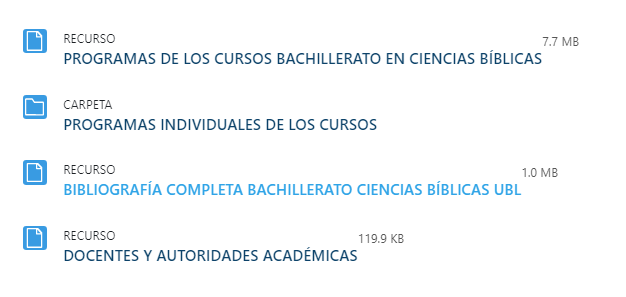 RECURSO
7.7 MB
PROGRAMAS DE LOS CURSOS BACHILLERATO EN CIENCIAS BÍBLICAS
CARPETA
PROGRAMAS INDIVIDUALES DE LOS CURSOS
RECURSO
1.0 MB
BIBLIOGRAFÍA COMPLETA BACHILLERATO CIENCIAS BÍBLICAS UBL
RECURSO
119.9 KB
DOCENTES Y AUTORIDADES ACADÉMICAS